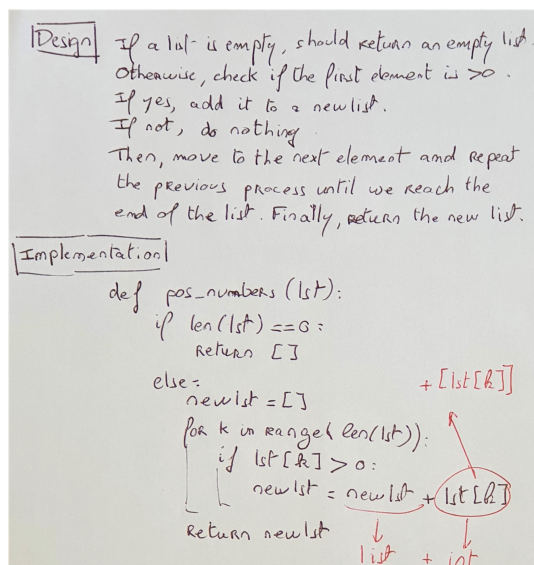 Design If a list is empty, should return an empty list.
Otherwise, check if the first element is >0.
If yes, add it to a new list.
If not, do nothing.
Then, move to the next element and repeat
the previous process until we reach the
end of the list. Finally, return the new list.
Implementation
def pos_numbers (lst):
if len(lst) == 0:
return []
else:
+ [lst[k]]
newlst = []
for k in range( len(lst)):
if lst[k] > 0:
newlst = newlst + lst[k]
return newlst
list + int